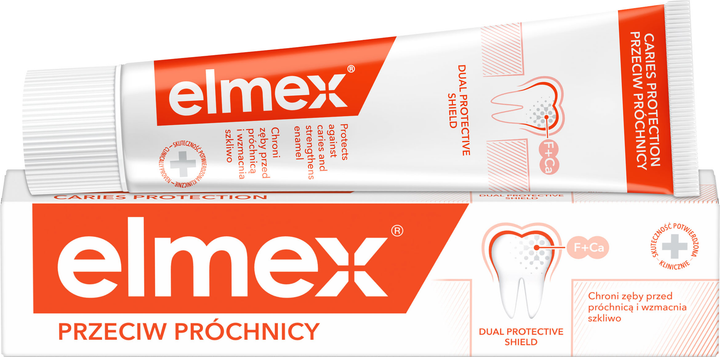 elmex®
Protects
against
caries and
strengthens
enamel
Chroni
zęby przed
próchnicą
i wzmacnia
szkliwo
DUAL PROTECTIVE
SHIELD
F+Ca
CARIES PROTECTION
PRZECIW PRÓCHNICY
CARIES PROTECTION
elmex®
PRZECIW PRÓCHNICY
F+Ca
DUAL PROTECTIVE
SHIELD
SKUTECZNOŚĆ POTWIERDZONA
KLINICZNIE
Chroni zęby przed
próchnicą i wzmacnia
szkliwo